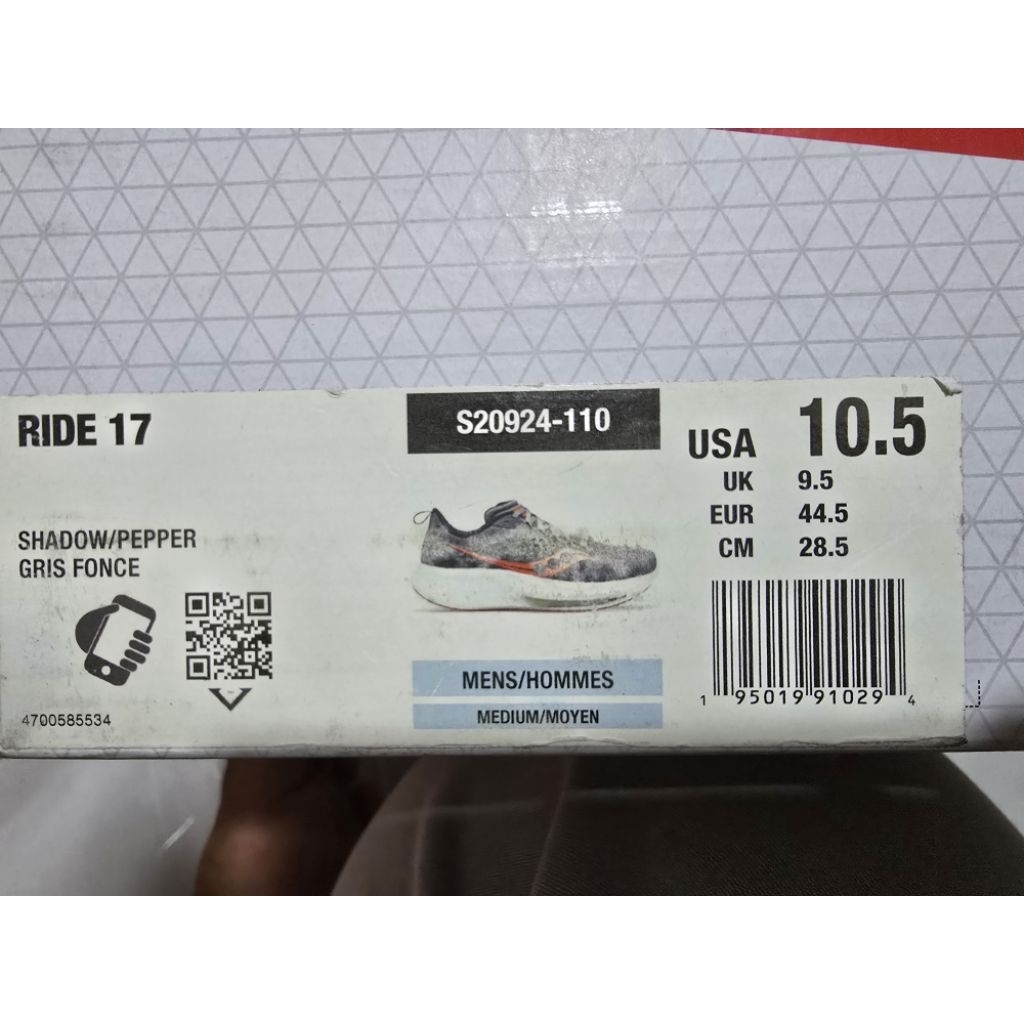 RIDE 17
S20924-110
USA 10.5
UK 9.5
EUR 44.5
CM 28.5
SHADOW/PEPPER
GRIS FONCE
MENS/HOMMES
MEDIUM/MOYEN
4700585534
1 95019 91029 4